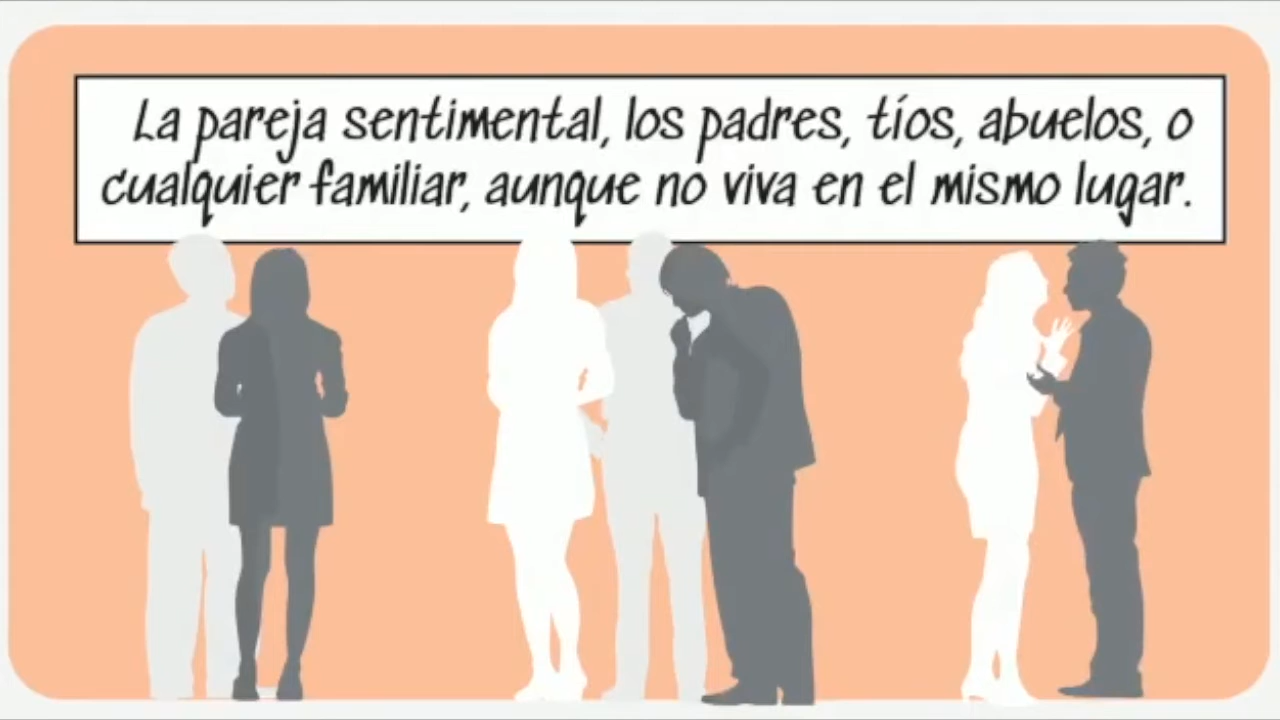 La pareja sentimental, los padres, tíos, abuelos, o
cualquier familiar, aunque no viva en el mismo lugar.